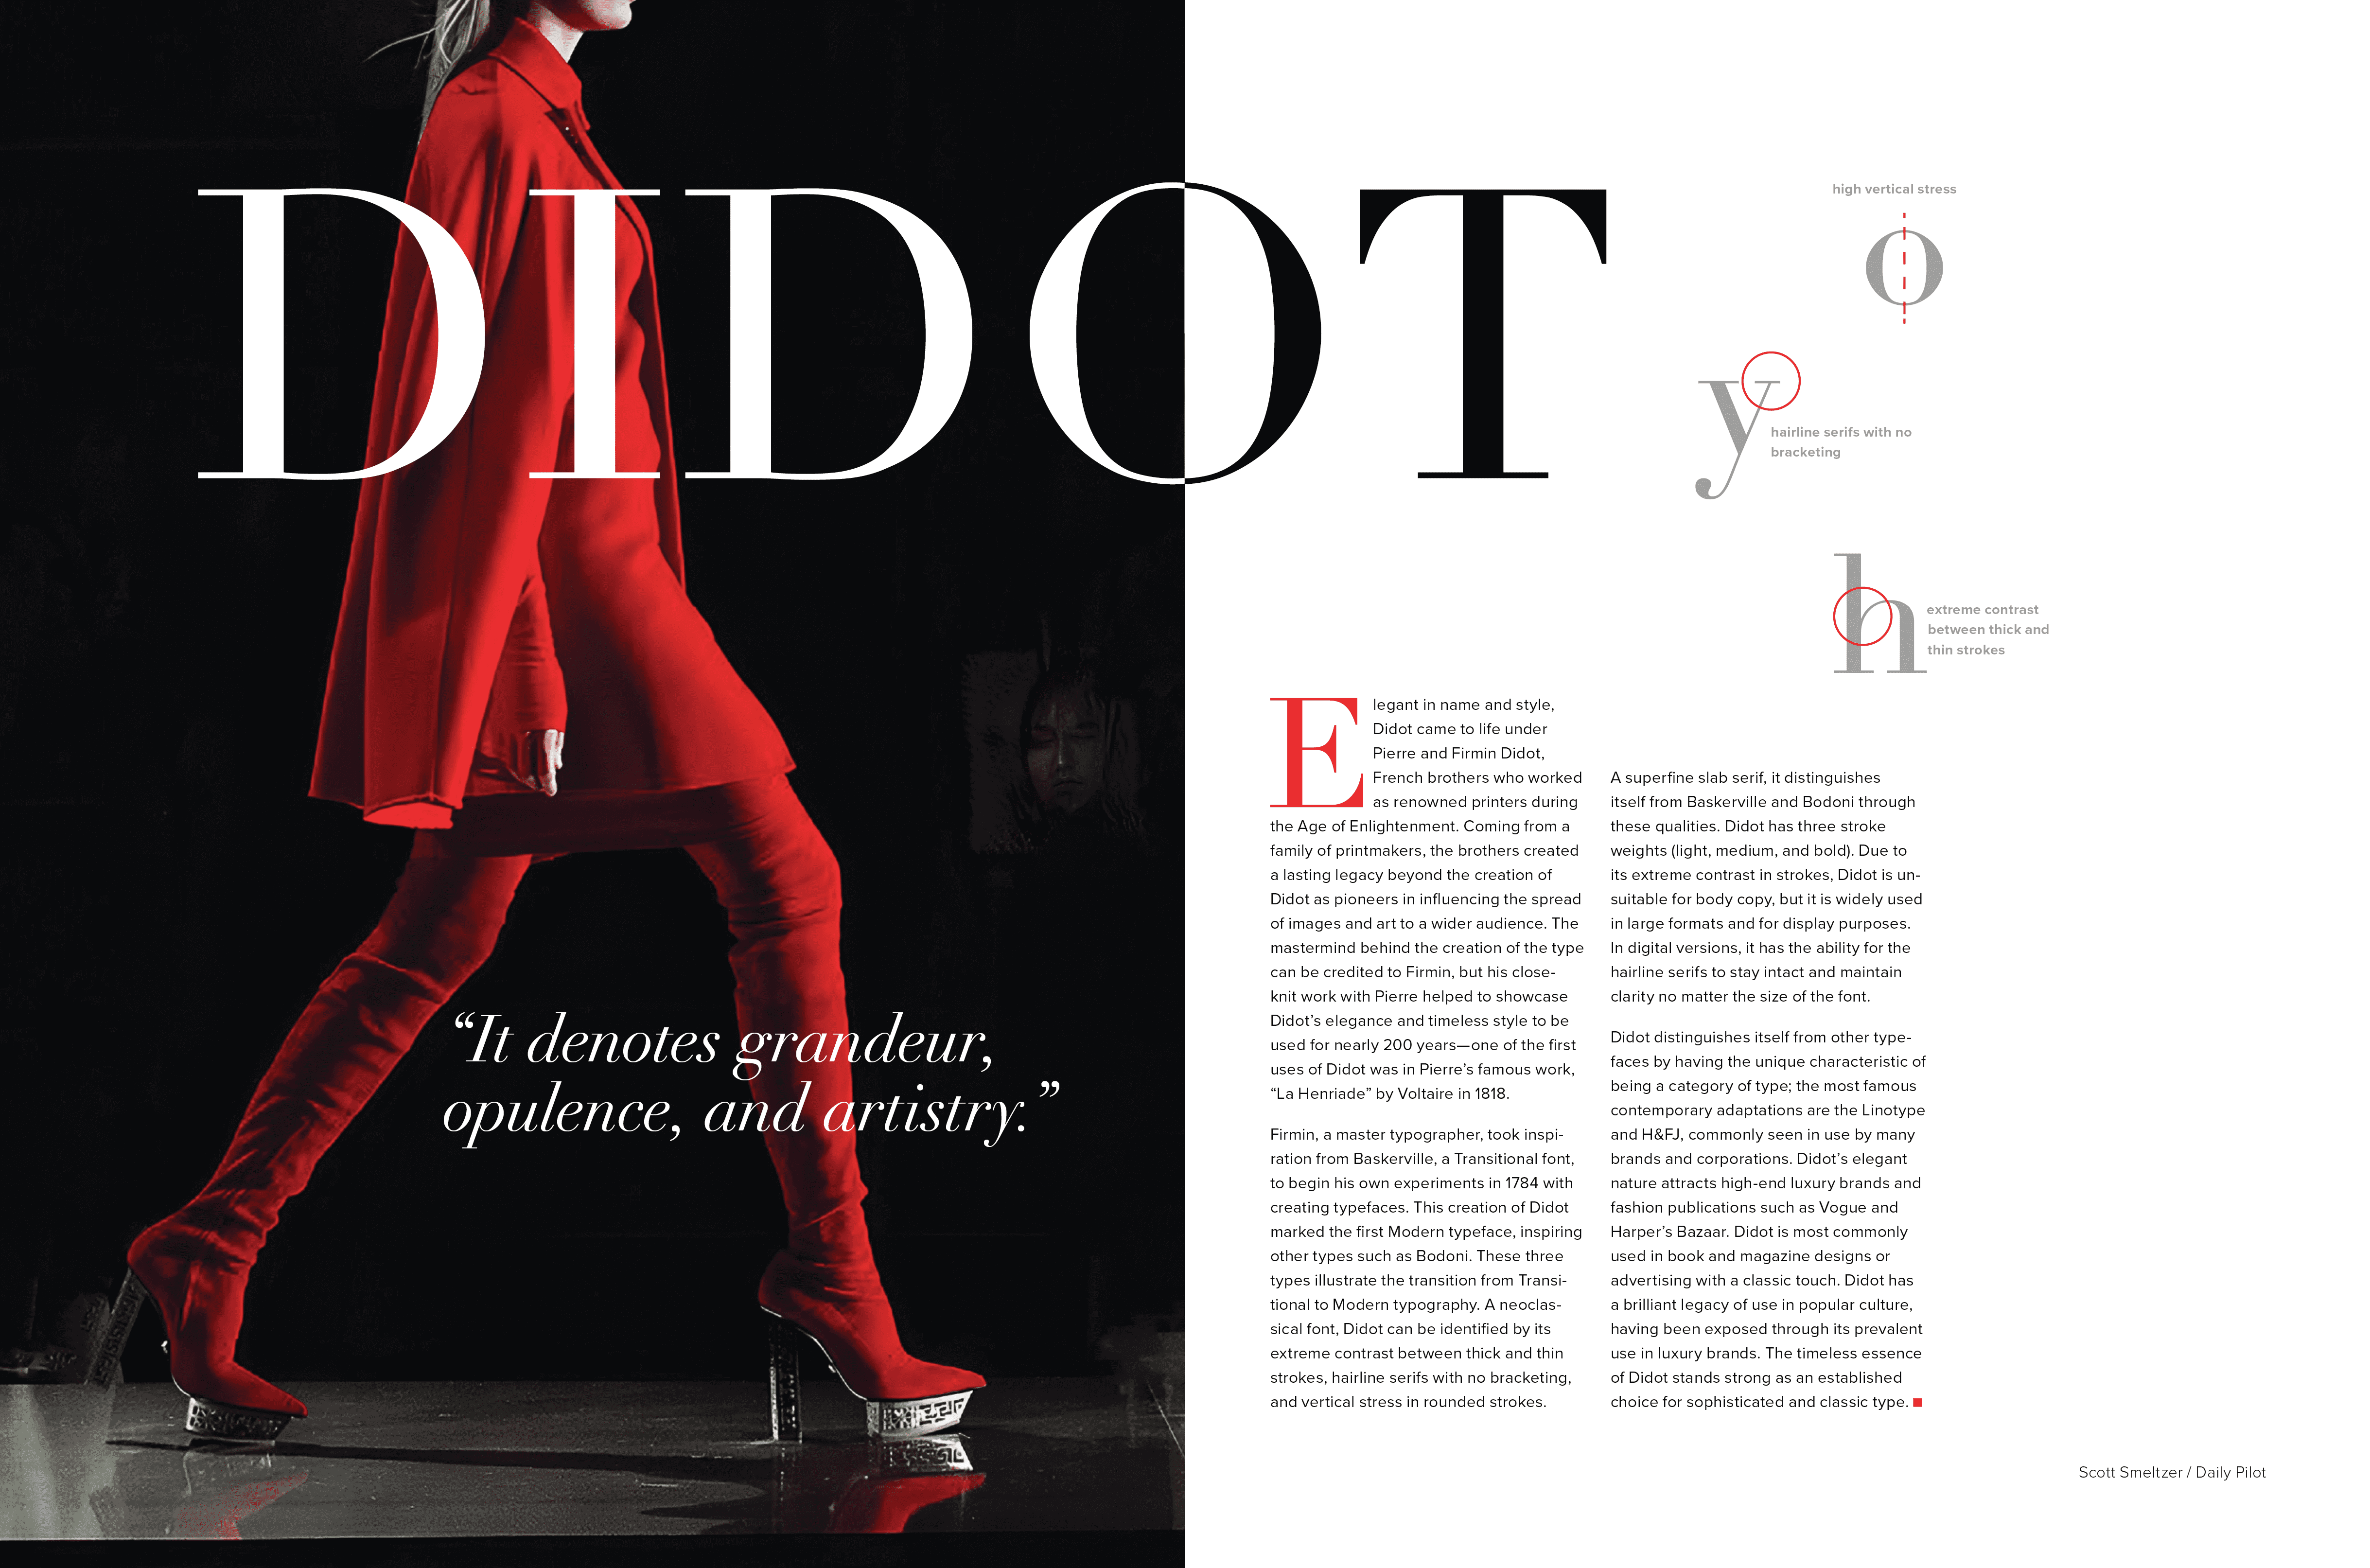 DIDOT
“It denotes grandeur,
opulence, and artistry.”
high vertical stress
o
y
hairline serifs with no
bracketing
h
extreme contrast
between thick and
thin strokes
Elegant in name and style,
Didot came to life under
Pierre and Firmin Didot,
French brothers who worked
as renowned printers during
the Age of Enlightenment. Coming from a
family of printmakers, the brothers created
a lasting legacy beyond the creation of
Didot as pioneers in influencing the spread
of images and art to a wider audience. The
mastermind behind the creation of the type
can be credited to Firmin, but his close-
knit work with Pierre helped to showcase
Didot’s elegance and timeless style to be
used for nearly 200 years—one of the first
uses of Didot was in Pierre’s famous work,
“La Henriade” by Voltaire in 1818.
Firmin, a master typographer, took inspi-
ration from Baskerville, a Transitional font,
to begin his own experiments in 1784 with
creating typefaces. This creation of Didot
marked the first Modern typeface, inspiring
other types such as Bodoni. These three
types illustrate the transition from Transi-
tional to Modern typography. A neoclas-
sical font, Didot can be identified by its
extreme contrast between thick and thin
strokes, hairline serifs with no bracketing,
and vertical stress in rounded strokes.
A superfine slab serif, it distinguishes
itself from Baskerville and Bodoni through
these qualities. Didot has three stroke
weights (light, medium, and bold). Due to
its extreme contrast in strokes, Didot is un-
suitable for body copy, but it is widely used
in large formats and for display purposes.
In digital versions, it has the ability for the
hairline serifs to stay intact and maintain
clarity no matter the size of the font.
Didot distinguishes itself from other type-
faces by having the unique characteristic of
being a category of type; the most famous
contemporary adaptations are the Linotype
and H&FJ, commonly seen in use by many
brands and corporations. Didot’s elegant
nature attracts high-end luxury brands and
fashion publications such as Vogue and
Harper’s Bazaar. Didot is most commonly
used in book and magazine designs or
advertising with a classic touch. Didot has
a brilliant legacy of use in popular culture,
having been exposed through its prevalent
use in luxury brands. The timeless essence
of Didot stands strong as an established
choice for sophisticated and classic type.
Scott Smeltzer / Daily Pilot